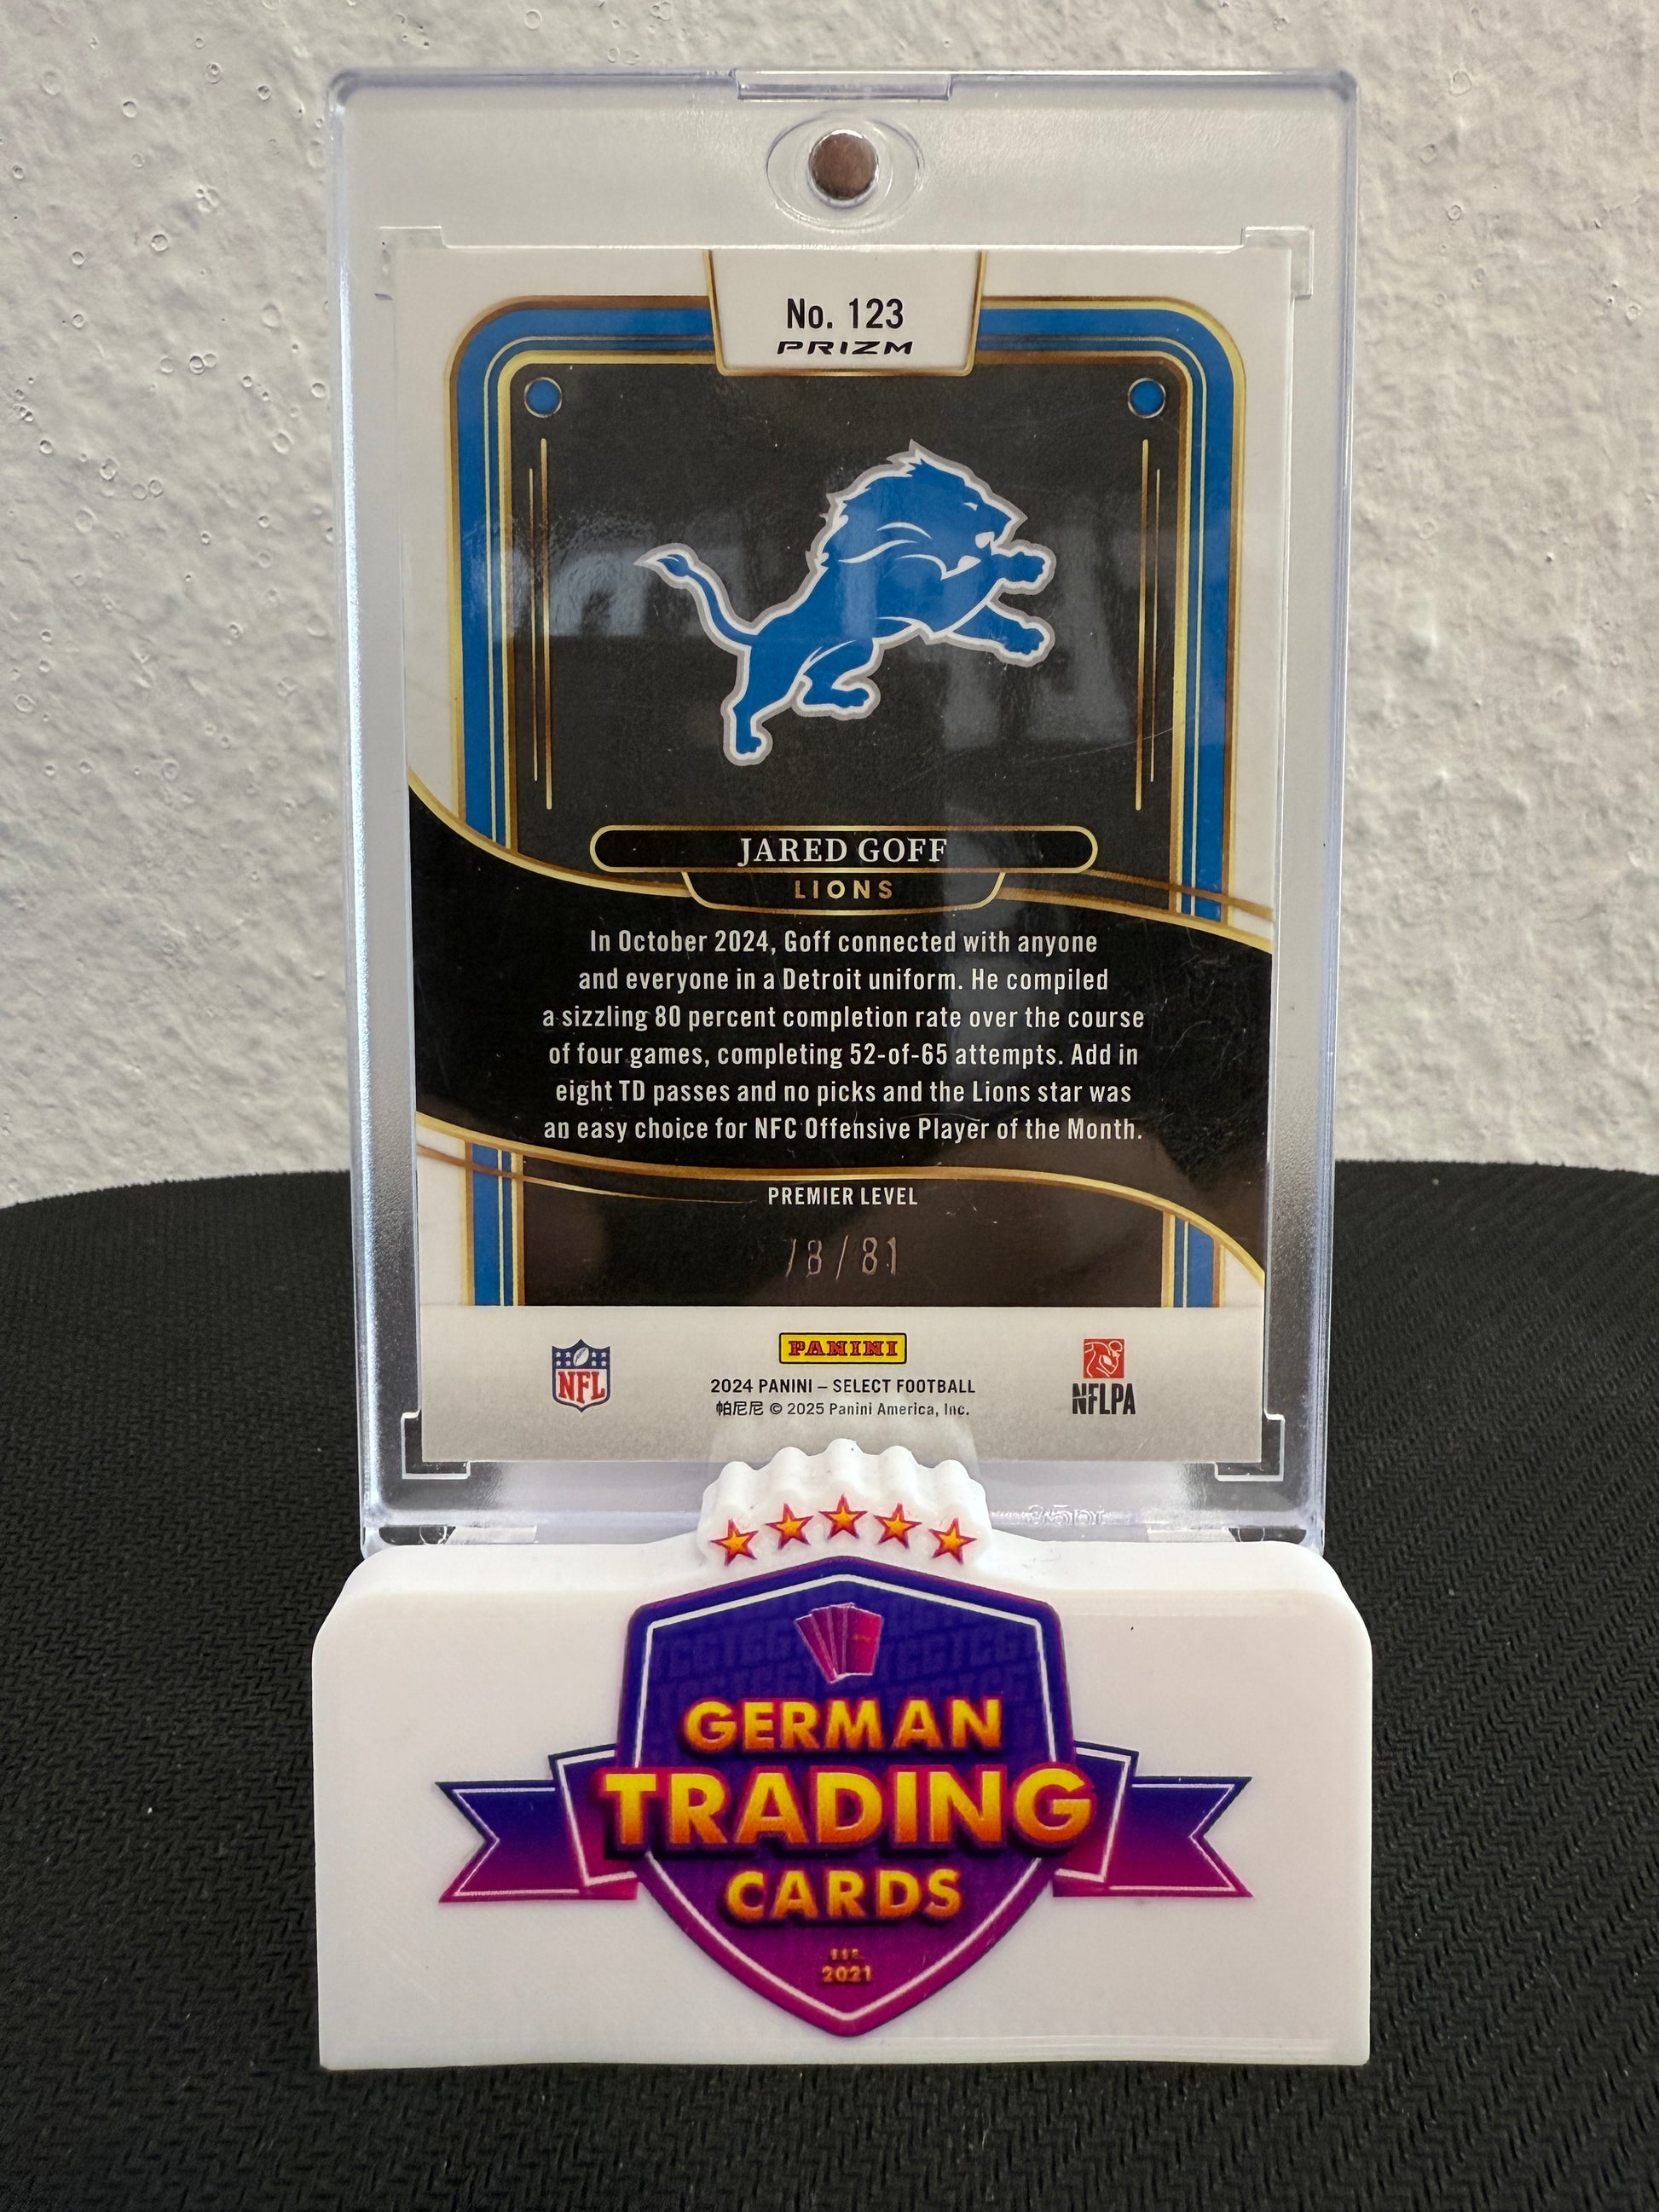 No. 123
PRIZM
JARED GOFF
LIONS
In October 2024, Goff connected with anyone
and everyone in a Detroit uniform. He compiled
a sizzling 80 percent completion rate over the course
of four games, completing 52-of-65 attempts. Add in
eight TD passes and no picks and the Lions star was
an easy choice for NFC Offensive Player of the Month.
PREMIER LEVEL
78/81
NFL
PANINI
NFLPA
2024 PANINI – SELECT FOOTBALL
帕尼尼 © 2025 Panini America, Inc.
35pt
GERMAN
TRADING
CARDS
EST.
2021